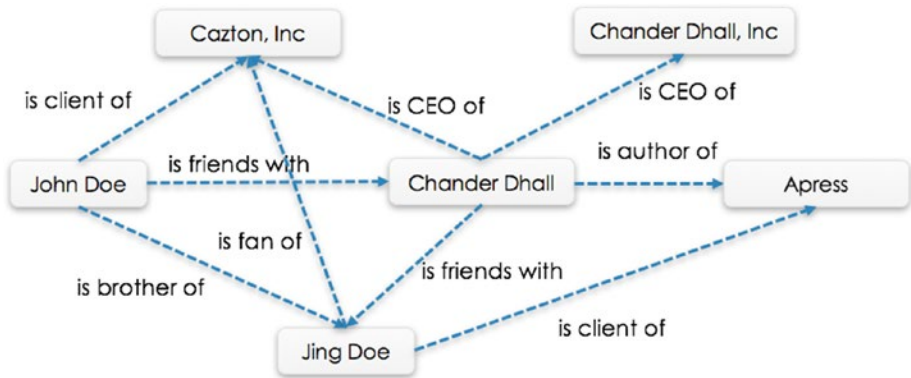 Cazton, Inc
Chander Dhall, Inc
is client of
is CEO of
is CEO of
is friends with
is author of
John Doe
Chander Dhall
Apress
is fan of
is friends with
is brother of
is client of
Jing Doe